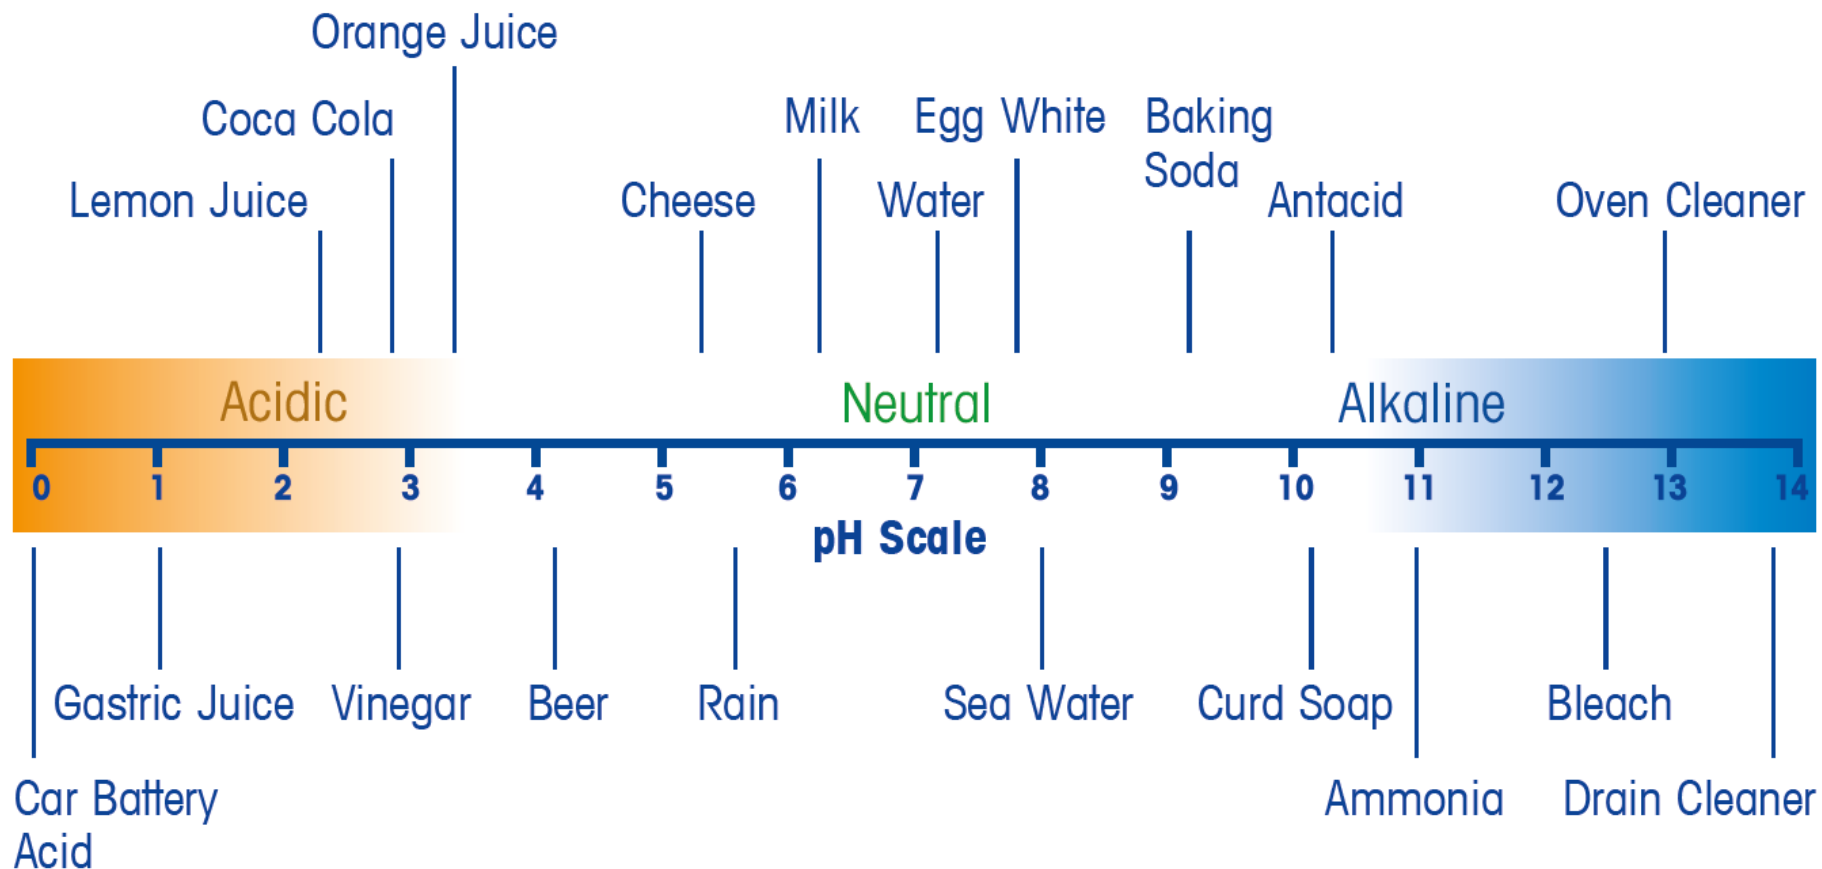 Orange Juice
Coca Cola
Milk
Egg White
Baking
Soda
Lemon Juice
Cheese
Water
Antacid
Oven Cleaner
Acidic
Neutral
Alkaline
0 1 2 3 4 5 6 7 8 9 10 11 12 13 14
pH Scale
Gastric Juice
Vinegar
Beer
Rain
Sea Water
Curd Soap
Bleach
Car Battery
Acid
Ammonia
Drain Cleaner